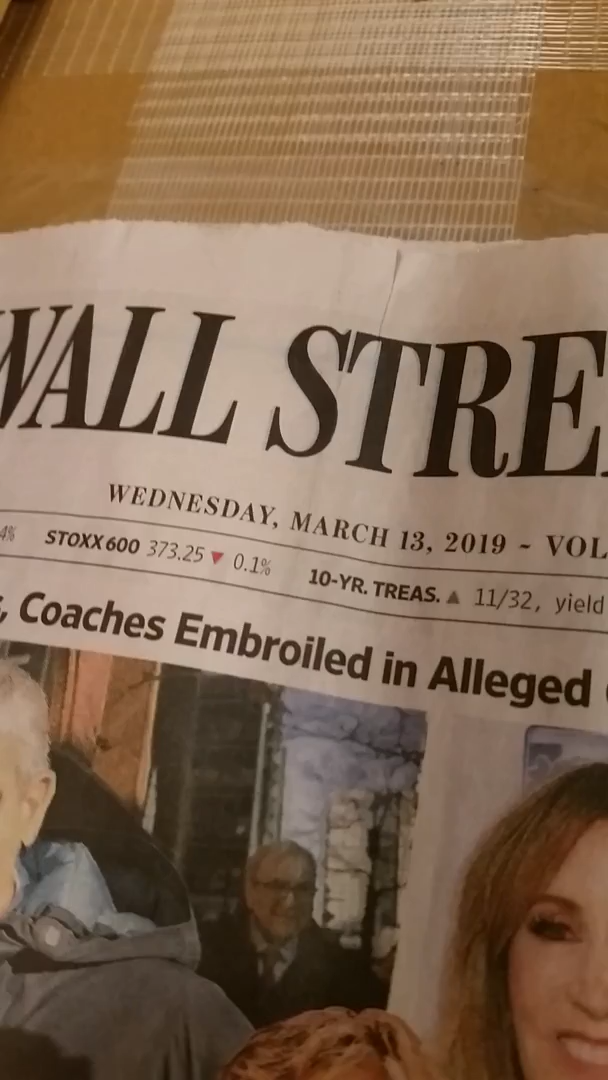 WALL STRE
WEDNESDAY, MARCH 13, 2019 ~ VOL
4% STOXX 600 373.25 ▼ 0.1% 10-YR. TREAS. ▲ 11/32, yield
, Coaches Embroiled in Alleged